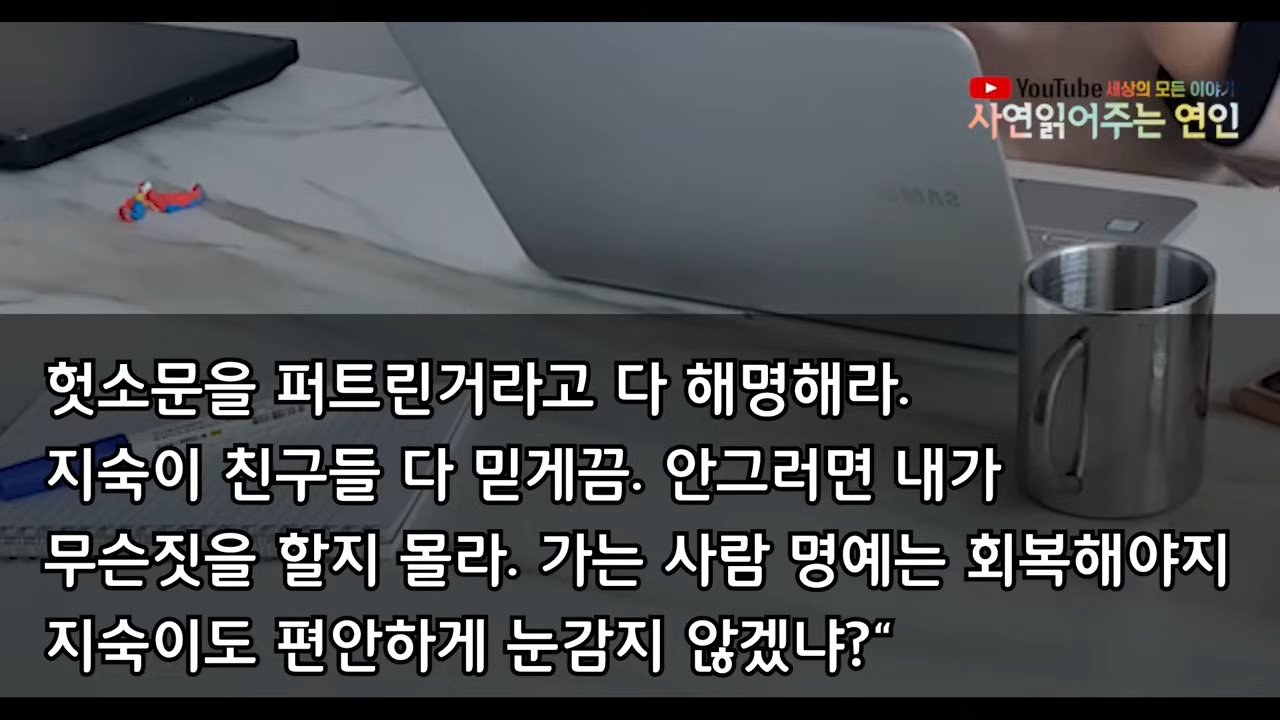 YouTube 세상의 모든 이야기
사연읽어주는 연인
SAM
헛소문을 퍼트린거라고 다 해명해라.
지숙이 친구들 다 믿게끔. 안그러면 내가
무슨짓을 할지 몰라. 가는 사람 명예는 회복해야지
지숙이도 편안하게 눈감지 않겠냐?“